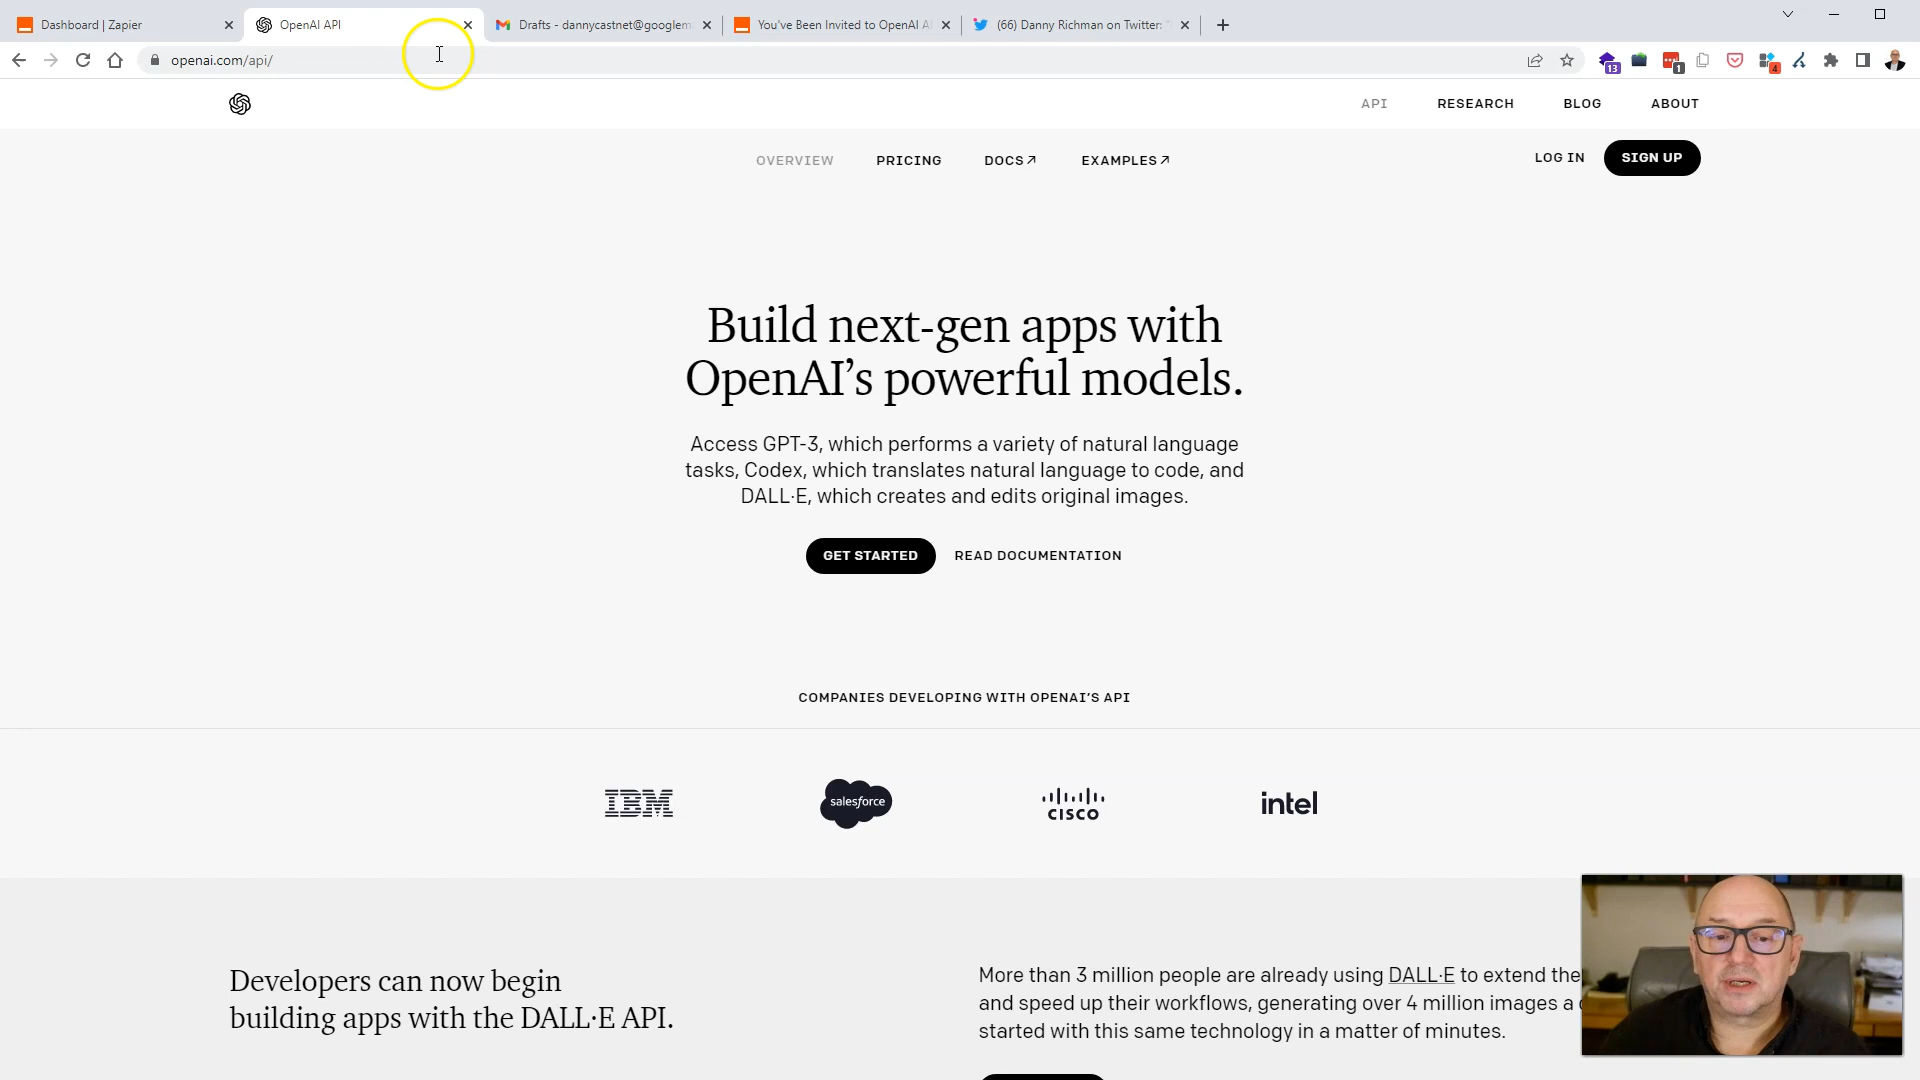 Dashboard | Zapier
OpenAI API
Drafts - dannycastnet@googlem
You've Been Invited to OpenAI A
(66) Danny Richman on Twitter: "
openai.com/api/
13
1
4
API
RESEARCH
BLOG
ABOUT
OVERVIEW
PRICING
DOCS↗
EXAMPLES↗
LOG IN
SIGN UP
Build next-gen apps with
OpenAI’s powerful models.
Access GPT-3, which performs a variety of natural language
tasks, Codex, which translates natural language to code, and
DALL·E, which creates and edits original images.
GET STARTED
READ DOCUMENTATION
COMPANIES DEVELOPING WITH OPENAI’S API
IBM
salesforce
CISCO
intel
Developers can now begin
building apps with the DALL·E API.
More than 3 million people are already using DALL·E to extend the
and speed up their workflows, generating over 4 million images a
started with this same technology in a matter of minutes.